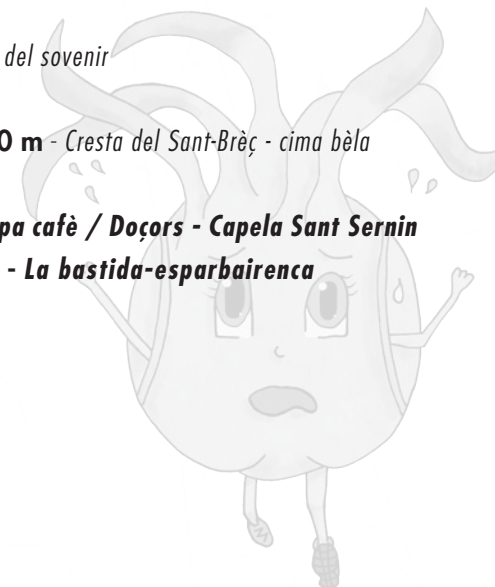 del sovenir
0 m - Cresta del Sant-Brèç - cima bèla
pa cafè / Doçors - Capela Sant Sernin
- La bastida-esparbairenca